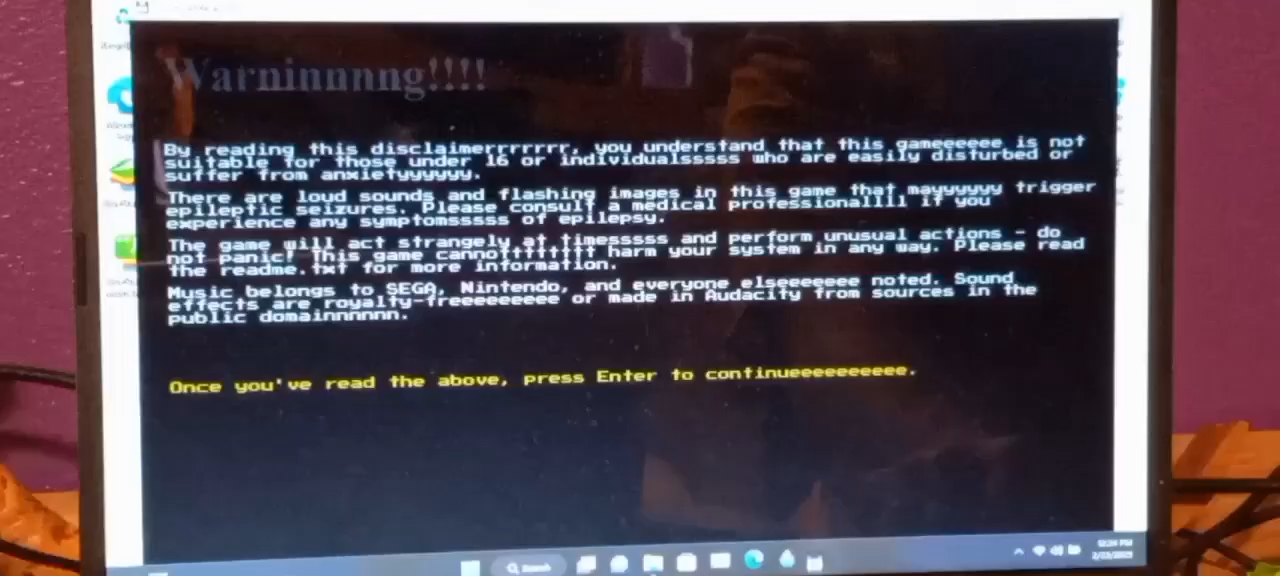 Warninnnng!!!!
By reading this disclaimerrrrrrr, you understand that this gameeeeee is not
suitable for those under 16 or individualsssss who are easily disturbed or
suffer from anxietyyyyyy.
There are loud sounds and flashing images in this game that mayyyyyy trigger
epileptic seizures. Please consult a medical professionallll if you
experience any symptomsssss of epilepsy.
The game will act strangely at timesssss and perform unusual actions - do
not panic! This game cannotttttttt harm your system in any way. Please read
the readme.txt for more information.
Music belongs to SEGA, Nintendo, and everyone elseeeeeee noted. Sound
effects are royalty-freeeeeeeee or made in Audacity from sources in the
public domainnnnnn.
Once you've read the above, press Enter to continueeeeeeeeee.
Search